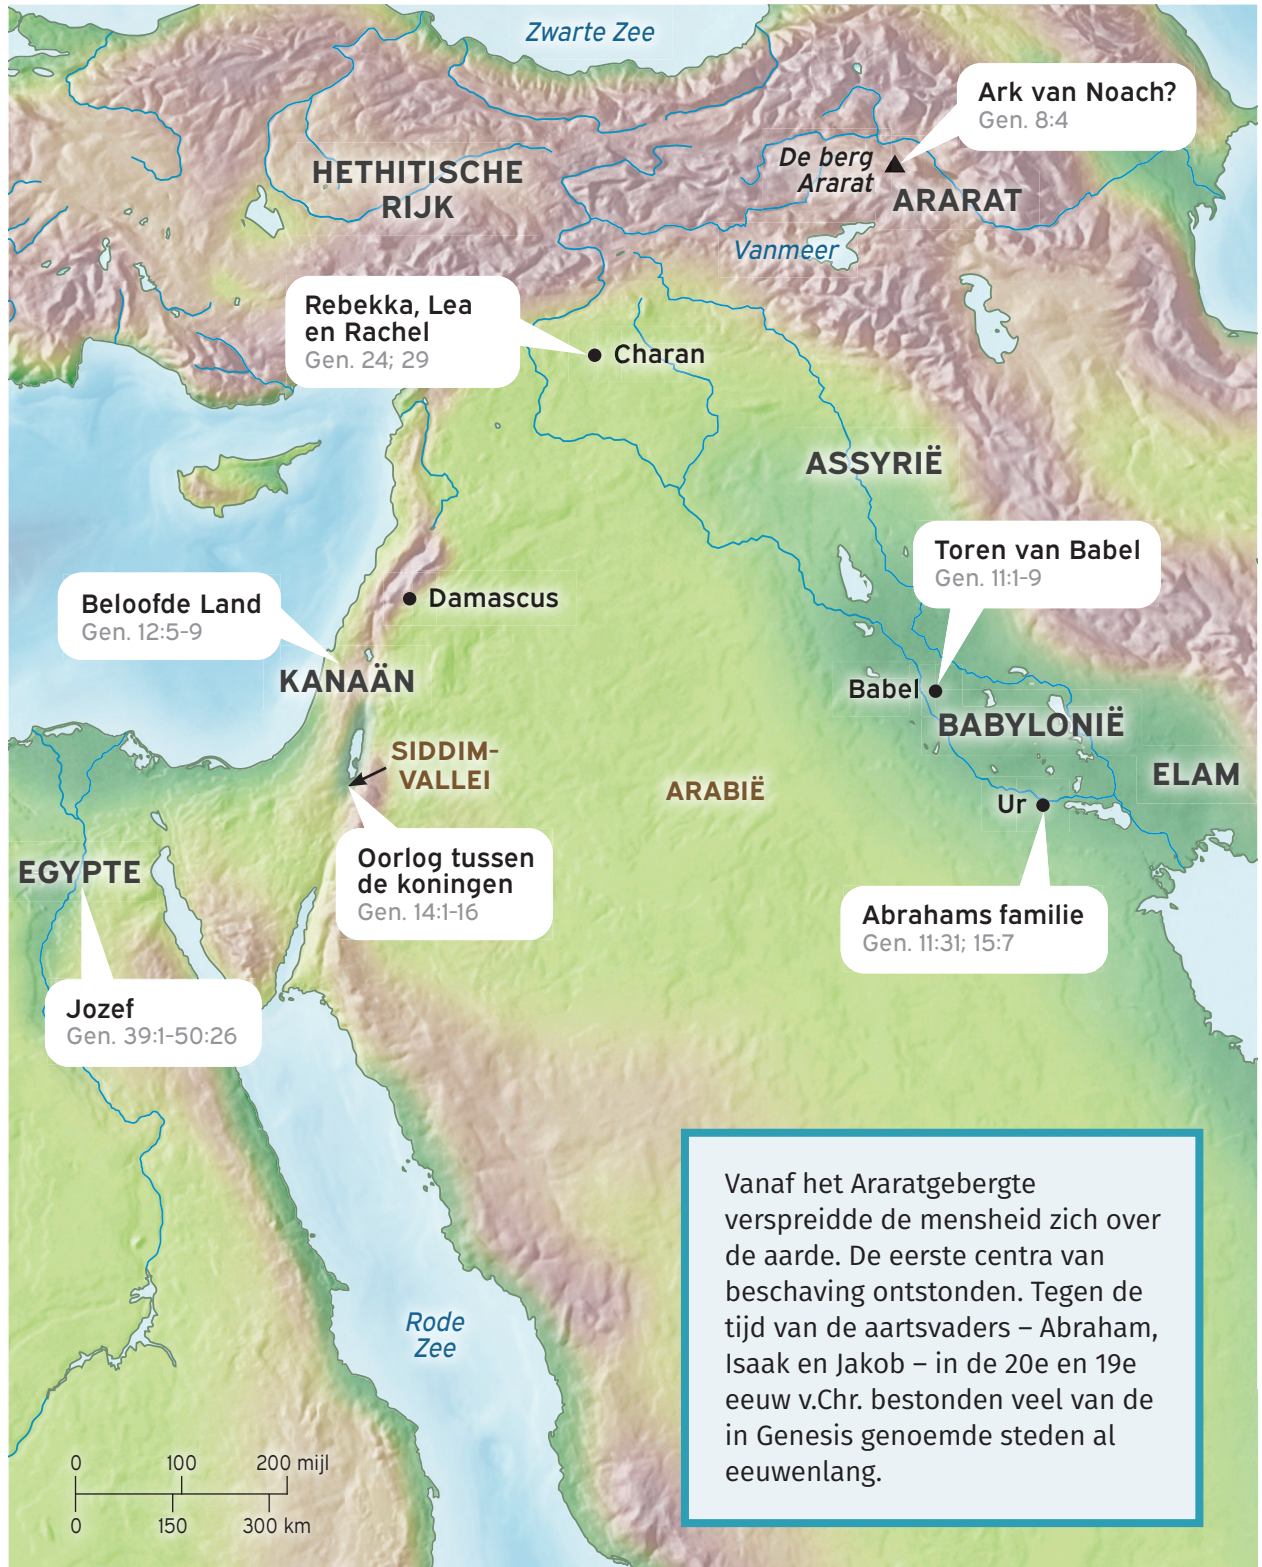 Zwarte Zee
Ark van Noach?
Gen. 8:4
De berg
Ararat
ARARAT
HETHITISCHE
RIJK
Vanmeer
Rebekka, Lea
en Rachel
Gen. 24; 29
Charan
ASSYRIË
Toren van Babel
Gen. 11:1-9
Beloofde Land
Gen. 12:5-9
Damascus
KANAÄN
Babel
BABYLONIË
SIDDIM-
VALLEI
ARABIË
ELAM
Ur
Oorlog tussen
de koningen
Gen. 14:1-16
EGYPTE
Abrahams familie
Gen. 11:31; 15:7
Jozef
Gen. 39:1-50:26
Rode
Zee
Vanaf het Araratgebergte
verspreidde de mensheid zich over
de aarde. De eerste centra van
beschaving ontstonden. Tegen de
tijd van de aartsvaders – Abraham,
Isaak en Jakob – in de 20e en 19e
eeuw v.Chr. bestonden veel van de
in Genesis genoemde steden al
eeuwenlang.
0 100 200 mijl
0 150 300 km